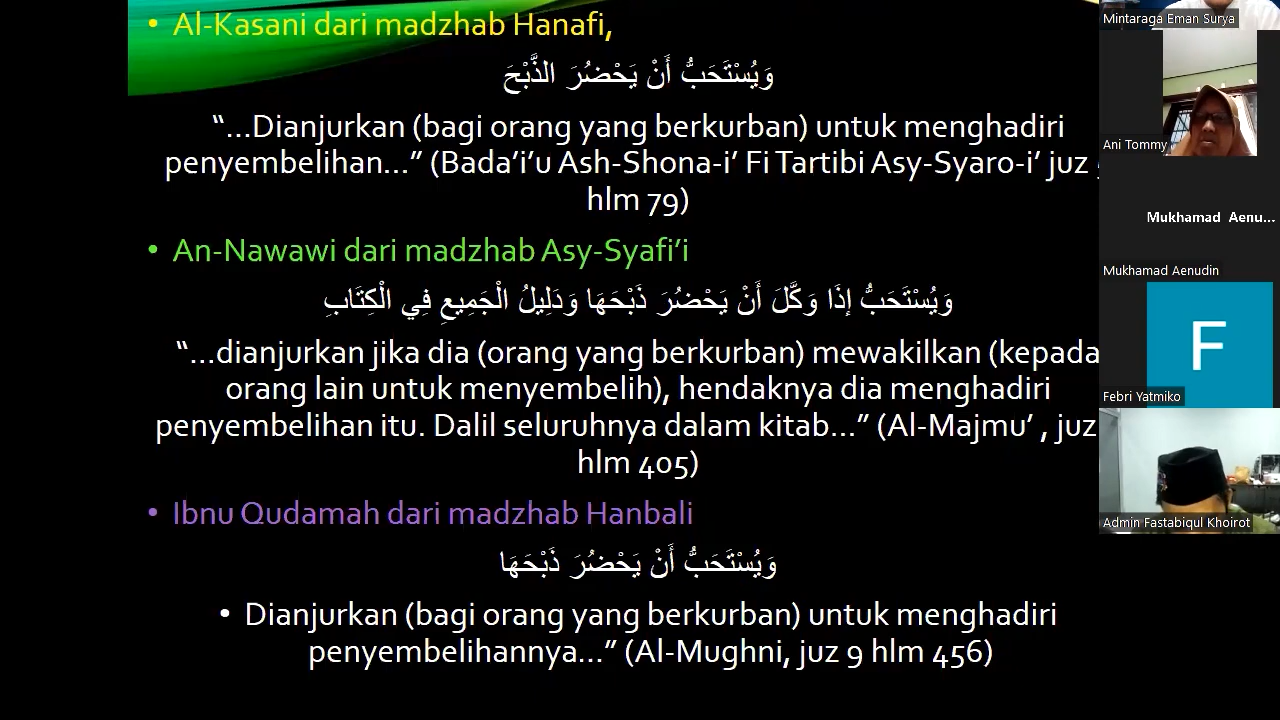 • Al-Kasani dari madzhab Hanafi,
وَيُسْتَحَبُّ أَنْ يَحْضُرَ الذَّبْحَ
“...Dianjurkan (bagi orang yang berkurban) untuk menghadiri
penyembelihan...” (Bada’i’u Ash-Shona-i’ Fi Tartibi Asy-Syaro-i’ juz
hlm 79)
• An-Nawawi dari madzhab Asy-Syafi’i
وَيُسْتَحَبُّ إذَا وَكَّلَ أَنْ يَحْضُرَ ذَبْحَهَا وَدَلِيلُ الْجَمِيعِ فِي الْكِتَابِ
“...dianjurkan jika dia (orang yang berkurban) mewakilkan (kepada
orang lain untuk menyembelih), hendaknya dia menghadiri
penyembelihan itu. Dalil seluruhnya dalam kitab...” (Al-Majmu’ , juz
hlm 405)
• Ibnu Qudamah dari madzhab Hanbali
وَيُسْتَحَبُّ أَنْ يَحْضُرَ ذَبْحَهَا
• Dianjurkan (bagi orang yang berkurban) untuk menghadiri
penyembelihannya...” (Al-Mughni, juz 9 hlm 456)
Mintaraga Eman Surya
Ani Tommy
Mukhamad Aenu...
Mukhamad Aenudin
F
Febri Yatmiko
Admin Fastabiqul Khoirot